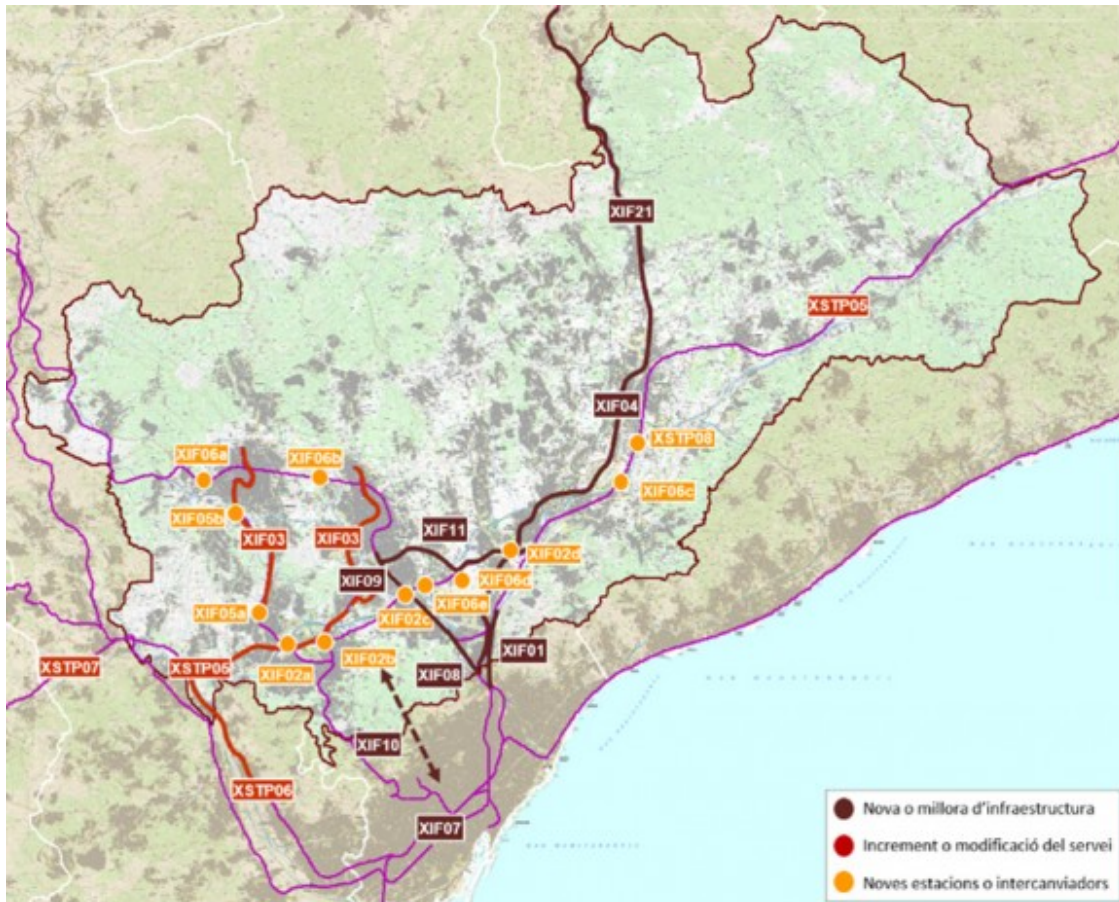 XIF21
XSTP05
XIF04
XSTP08
XIF06a
XIF06b
XIF06c
XIF05b
XIF03
XIF03
XIF11
XIF02d
XIF09
XIF06d
XIF06e
XIF02c
XIF05a
XIF02b
XIF01
XSTP07
XSTP05
XIF02a
XIF08
XIF10
XSTP06
XIF07
Nova o millora d'infraestructura
Increment o modificació del servei
Noves estacions o intercanviadors